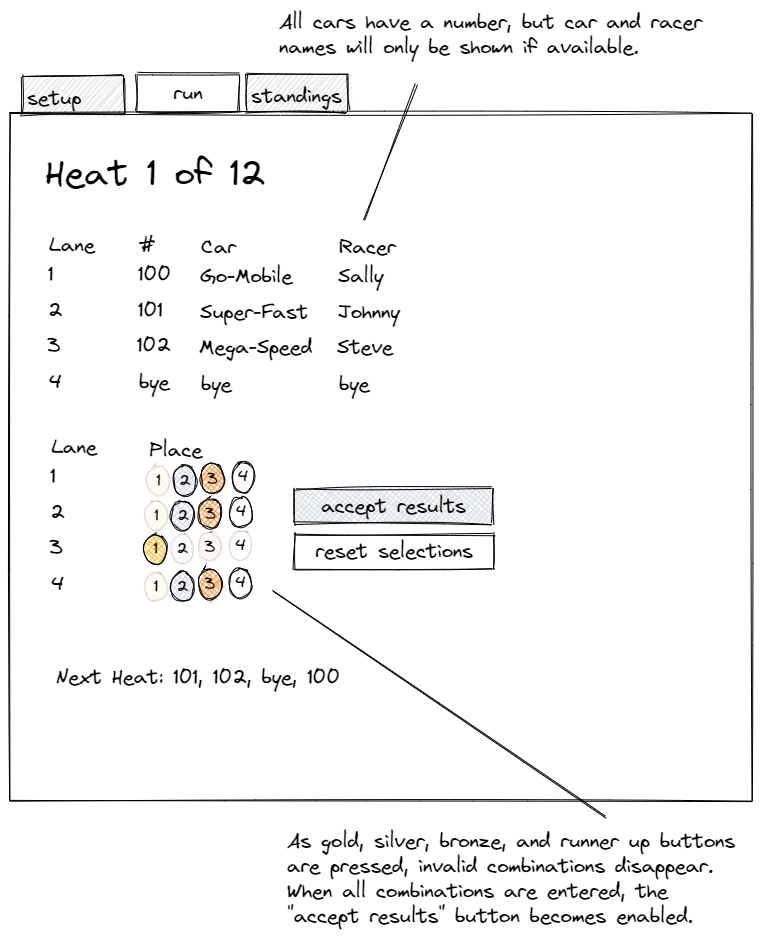 All cars have a number, but car and racer
names will only be shown if available.
setup
run
standings
Heat 1 of 12
Lane # Car Racer
1 100 Go-Mobile Sally
2 101 Super-Fast Johnny
3 102 Mega-Speed Steve
4 bye bye bye
Lane Place
1 1 2 3 4
2 1 2 3 4
3 1 2 3 4
4 1 2 3 4
accept results
reset selections
Next Heat: 101, 102, bye, 100
As gold, silver, bronze, and runner up buttons
are pressed, invalid combinations disappear.
When all combinations are entered, the
"accept results" button becomes enabled.